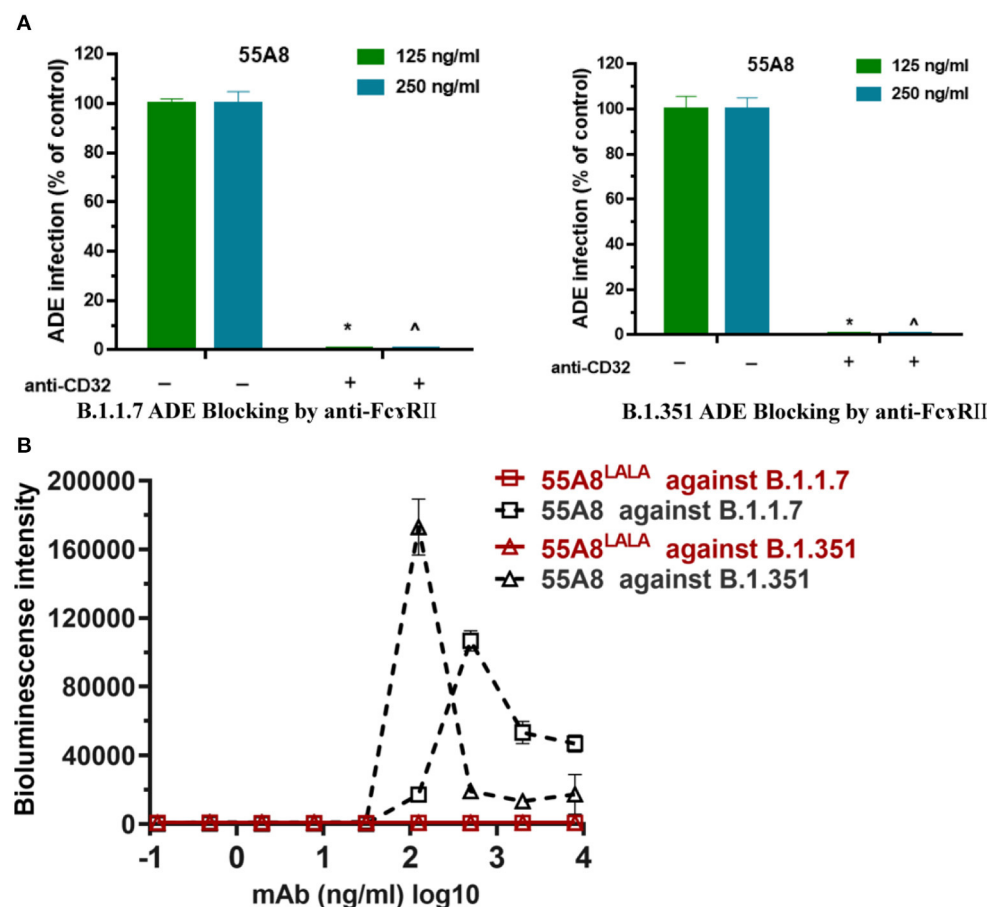 A
55A8
125 ng/ml
250 ng/ml
ADE infection (% of control)
120
100
80
60
40
20
0
* ^
anti-CD32 – – + +
B.1.1.7 ADE Blocking by anti-FcɤRII
55A8
125 ng/ml
250 ng/ml
ADE infection (% of control)
120
100
80
60
40
20
0
* ^
– – + +
B.1.351 ADE Blocking by anti-FcɤRII
B
Bioluminescense intensity
200000
160000
120000
80000
40000
0
55A8LALA against B.1.1.7
55A8 against B.1.1.7
55A8LALA against B.1.351
55A8 against B.1.351
-1 0 1 2 3 4
mAb (ng/ml) log10